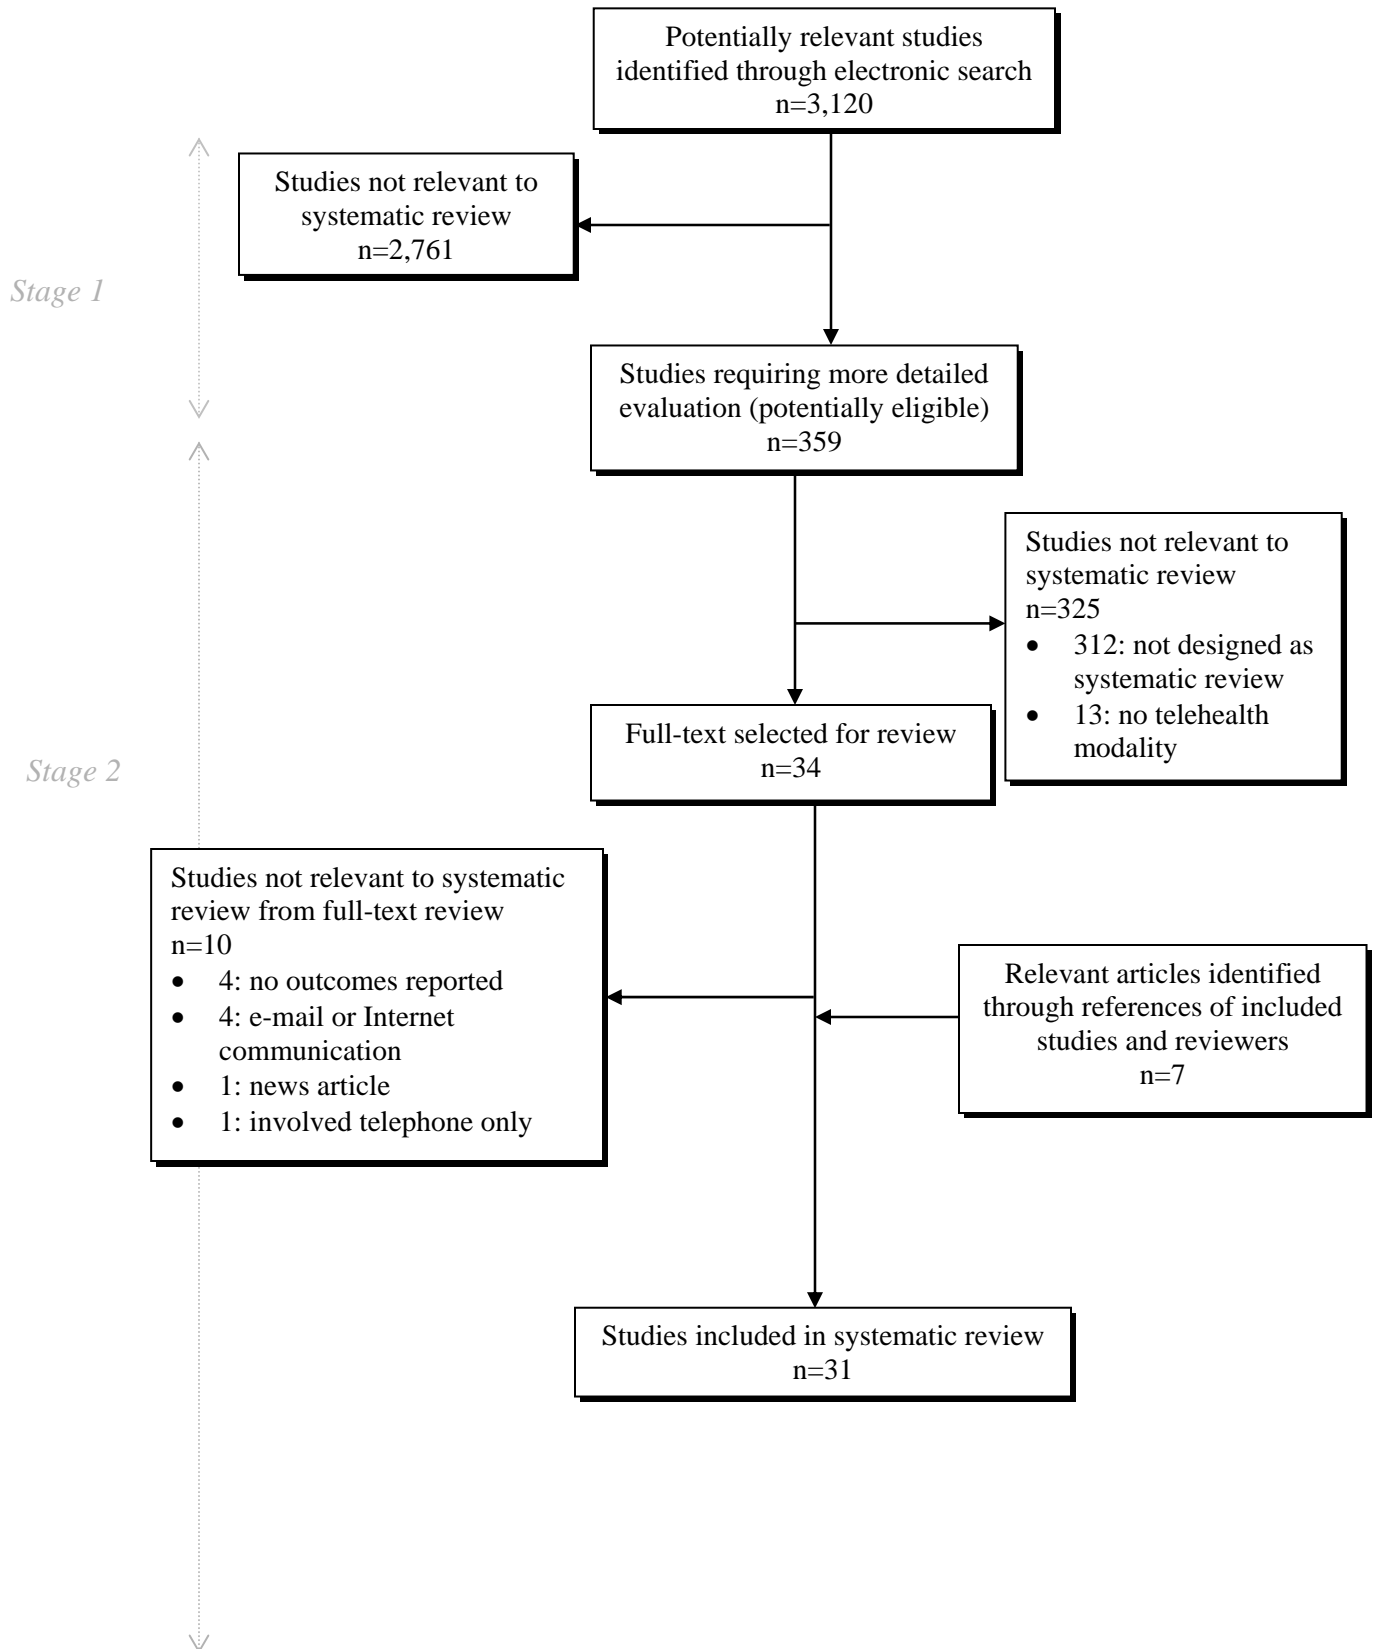 Potentially relevant studies
identified through electronic search
n=3,120
Studies not relevant to
systematic review
n=2,761
Stage 1
Studies requiring more detailed
evaluation (potentially eligible)
n=359
Studies not relevant to
systematic review
n=325
• 312: not designed as
systematic review
• 13: no telehealth
modality
Full-text selected for review
n=34
Stage 2
Studies not relevant to systematic
review from full-text review
n=10
• 4: no outcomes reported
• 4: e-mail or Internet
communication
• 1: news article
• 1: involved telephone only
Relevant articles identified
through references of included
studies and reviewers
n=7
Studies included in systematic review
n=31